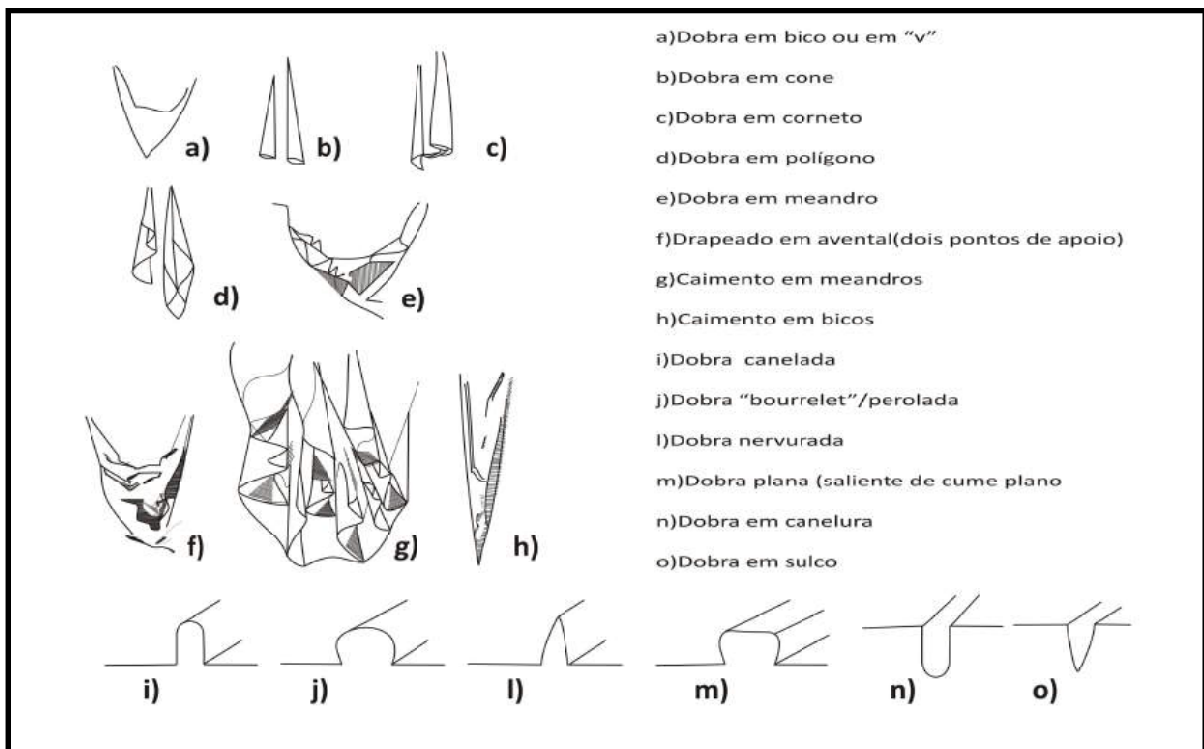 a)Dobra em bico ou em “v”
b)Dobra em cone
c)Dobra em corneto
d)Dobra em polígono
e)Dobra em meandro
f)Drapeado em avental(dois pontos de apoio)
g)Caimento em meandros
h)Caimento em bicos
i)Dobra canelada
j)Dobra “bourrelet”/perolada
l)Dobra nervurada
m)Dobra plana (saliente de cume plano
n)Dobra em canelura
o)Dobra em sulco
a)
b)
c)
d)
e)
f)
g)
h)
i)
j)
l)
m)
n)
o)